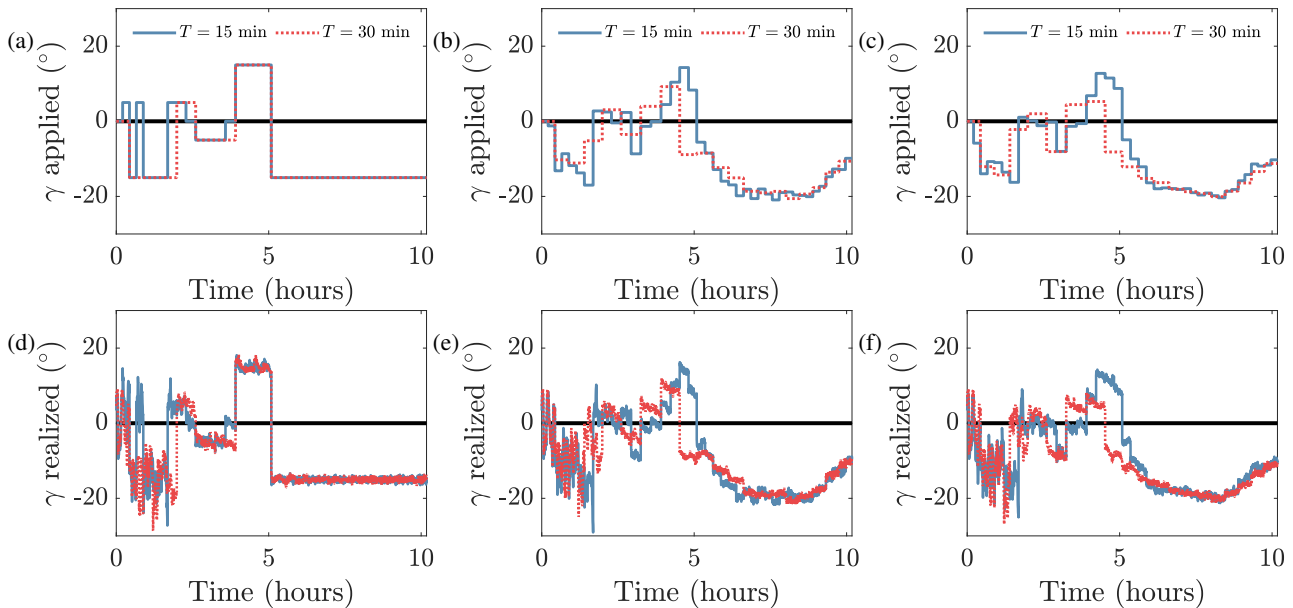 (a)
γ applied (°)
20
0
-20
T = 15 min
T = 30 min
0
5
10
Time (hours)
(b)
γ applied (°)
20
0
-20
T = 15 min
T = 30 min
0
5
10
Time (hours)
(c)
γ applied (°)
20
0
-20
T = 15 min
T = 30 min
0
5
10
Time (hours)
(d)
γ realized (°)
20
0
-20
0
5
10
Time (hours)
(e)
γ realized (°)
20
0
-20
0
5
10
Time (hours)
(f)
γ realized (°)
20
0
-20
0
5
10
Time (hours)